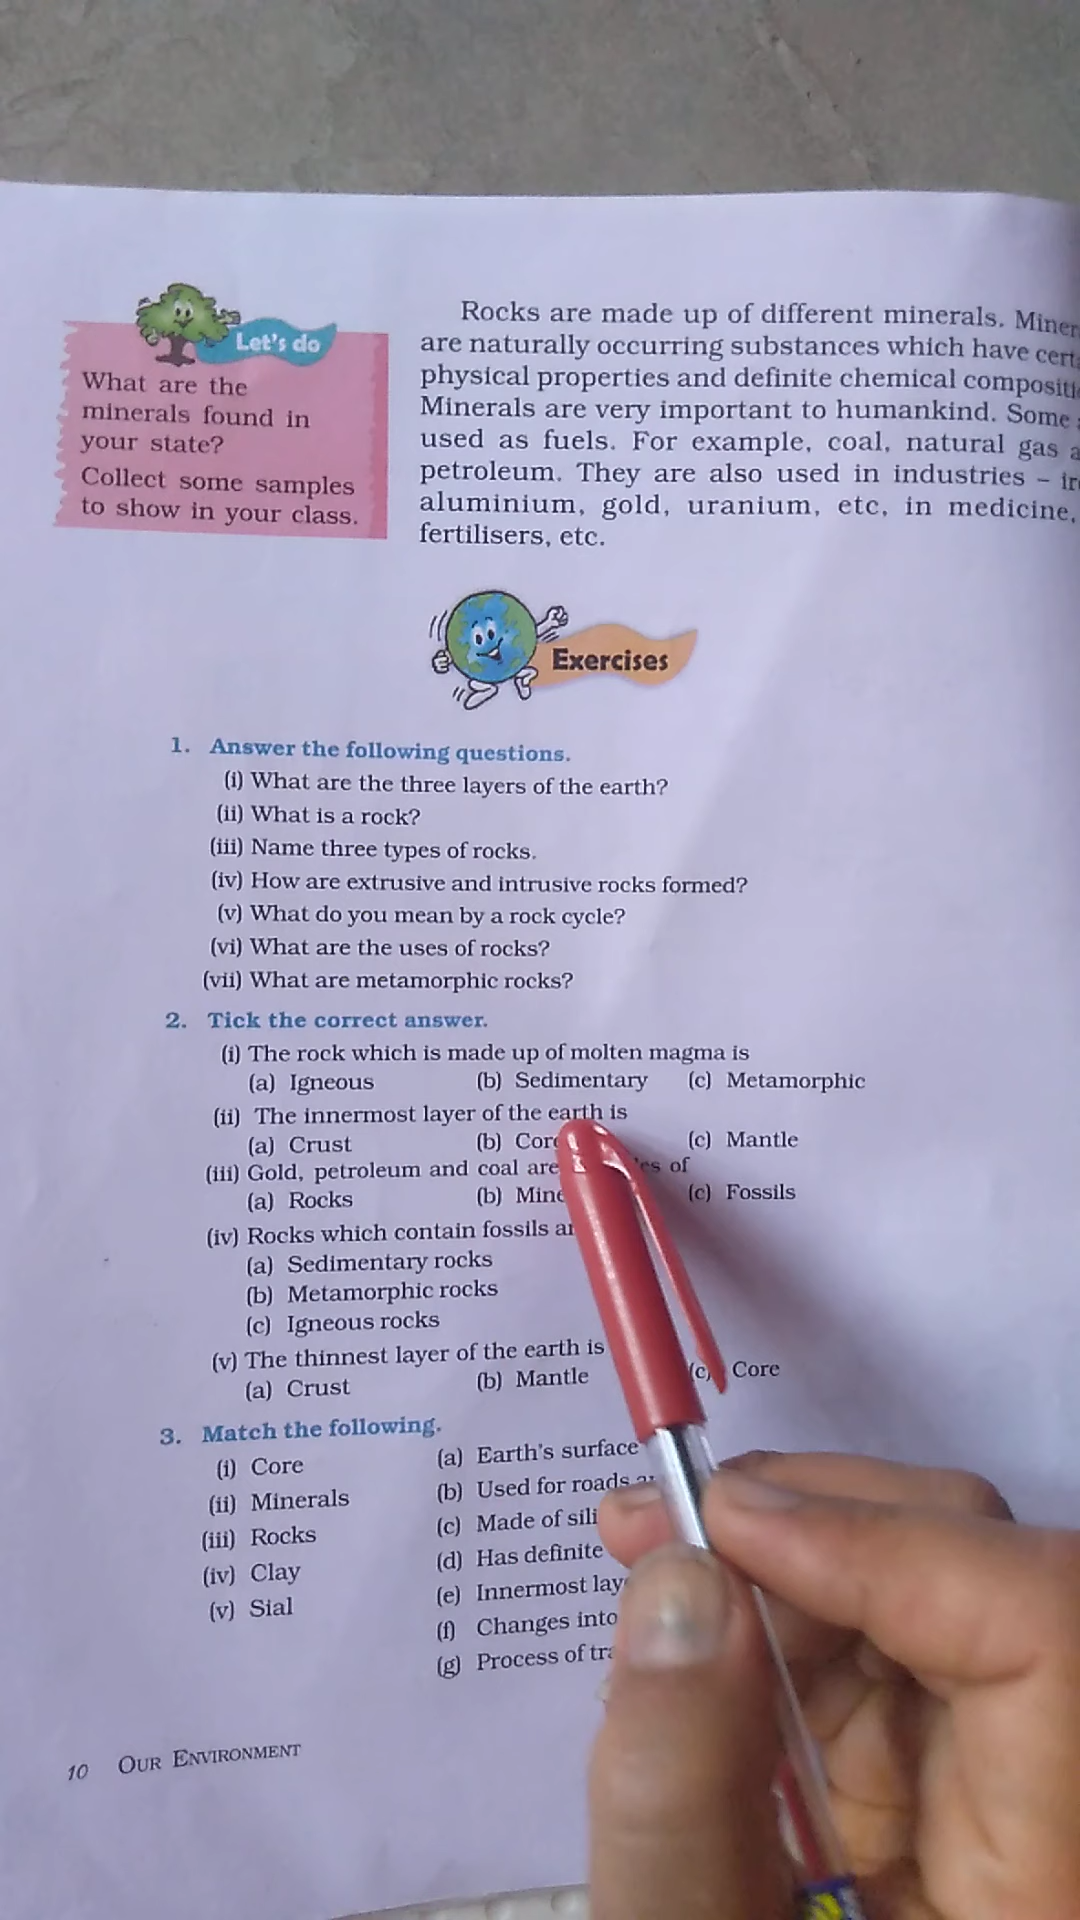 Let's do
What are the
minerals found in
your state?
Collect some samples
to show in your class.
Rocks are made up of different minerals.
are naturally occurring substances which have
physical properties and definite chemical
Minerals are very important to humankind. Some
used as fuels. For example, coal, natural gas
petroleum. They are also used in industries –
aluminium, gold, uranium, etc, in medicine,
fertilisers, etc.
Exercises
1. Answer the following questions.
(i) What are the three layers of the earth?
(ii) What is a rock?
(iii) Name three types of rocks.
(iv) How are extrusive and intrusive rocks formed?
(v) What do you mean by a rock cycle?
(vi) What are the uses of rocks?
(vii) What are metamorphic rocks?
2. Tick the correct answer.
(i) The rock which is made up of molten magma is
(a) Igneous (b) Sedimentary (c) Metamorphic
(ii) The innermost layer of the earth is
(a) Crust (b) (c) Mantle
(iii) Gold, petroleum and coal are of
(a) Rocks (b) (c) Fossils
(iv) Rocks which contain fossils
(a) Sedimentary rocks
(b) Metamorphic rocks
(c) Igneous rocks
(v) The thinnest layer of the earth is
(a) Crust (b) Mantle (c) Core
3. Match the following.
(i) Core (a) Earth's surface
(ii) Minerals (b) Used for roads
(iii) Rocks (c) Made of
(iv) Clay (d) Has definite
(v) Sial (e) Innermost
(f) Changes into
(g) Process of
10 OUR ENVIRONMENT